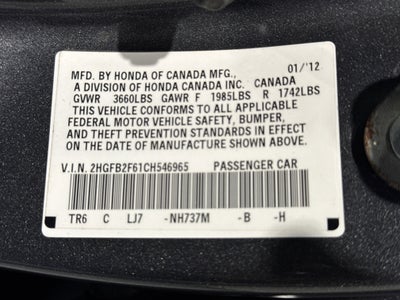 MFD. BY HONDA OF CANADA MFG., 01/'12
A DIVISION OF HONDA CANADA INC. CANADA
GVWR 3660LBS GAWR F 1985LBS R 1742LBS
THIS VEHICLE CONFORMS TO ALL APPLICABLE
FEDERAL MOTOR VEHICLE SAFETY, BUMPER,
AND THEFT PREVENTION STANDARDS IN EFFECT
ON THE DATE OF MANUFACTURE SHOWN ABOVE.
V.I.N. 2HGFB2F61CH546965 PASSENGER CAR
TR6 C LJ7 -NH737M -B -H